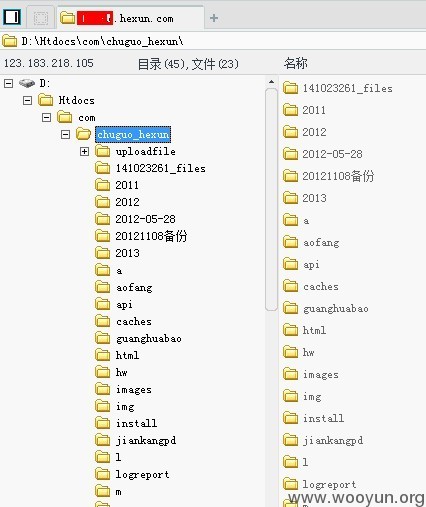 .hexun.com
+
D:\Htdocs\com\chuguo_hexun\
123.183.218.105 目录(45),文件(23) 名称
D:
Htdocs
com
chuguo_hexun
uploadfile
141023261_files
2011
2012
2012-05-28
20121108备份
2013
a
aofang
api
caches
guanghuabao
html
hw
images
img
install
jiankangpd
l
logreport
m
141023261_files
2011
2012
2012-05-28
20121108备份
2013
a
aofang
api
caches
guanghuabao
html
hw
images
img
install
jiankangpd
l
logreport
www.wooyun.org